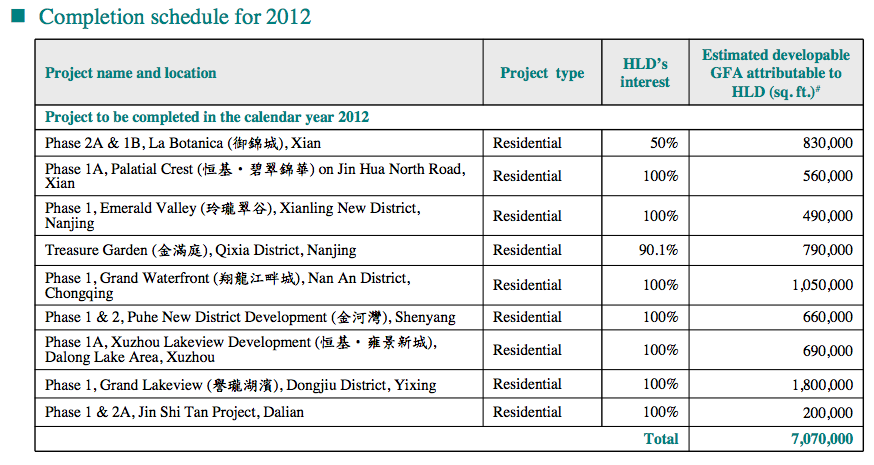 Completion schedule for 2012
Project name and location
Project type
HLD's
interest
Estimated developable
GFA attributable to
HLD (sq. ft.)#
Project to be completed in the calendar year 2012
Phase 2A & 1B, La Botanica (御錦城), Xian Residential 50% 830,000
Phase 1A, Palatial Crest (恒基・碧翠錦華) on Jin Hua North Road,
Xian Residential 100% 560,000
Phase 1, Emerald Valley (玲瓏翠谷), Xianling New District,
Nanjing Residential 100% 490,000
Treasure Garden (金滿庭), Qixia District, Nanjing Residential 90.1% 790,000
Phase 1, Grand Waterfront (翔龍江畔城), Nan An District,
Chongqing Residential 100% 1,050,000
Phase 1 & 2, Puhe New District Development (金河灣), Shenyang Residential 100% 660,000
Phase 1A, Xuzhou Lakeview Development (恒基・雍景新城),
Dalong Lake Area, Xuzhou Residential 100% 690,000
Phase 1, Grand Lakeview (譽瓏湖濱), Dongjiu District, Yixing Residential 100% 1,800,000
Phase 1 & 2A, Jin Shi Tan Project, Dalian Residential 100% 200,000
Total 7,070,000